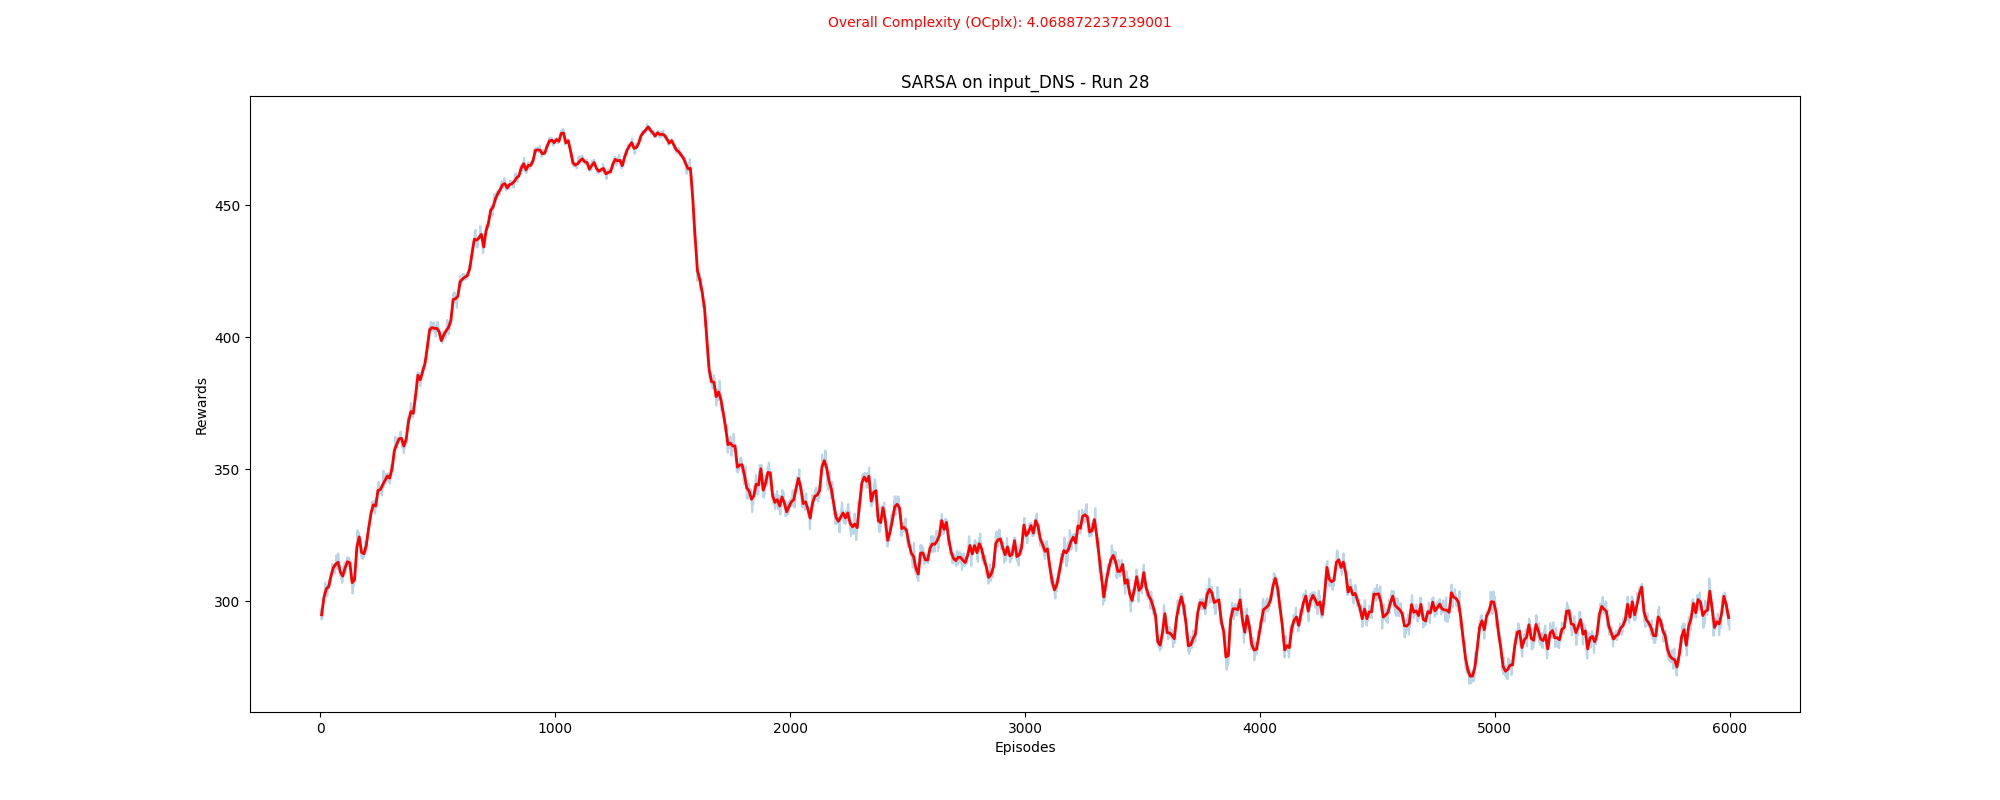 Overall Complexity (OCplx): 4.068872237239001
SARSA on input_DNS - Run 28
450
400
350
300
Rewards
0 1000 2000 3000 4000 5000 6000
Episodes